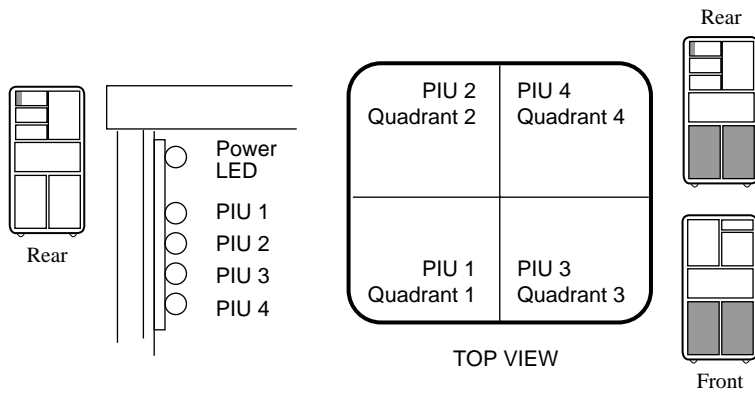 Rear
Power
LED
PIU 1
PIU 2
PIU 3
PIU 4
Rear
PIU 2
Quadrant 2
PIU 4
Quadrant 4
PIU 1
Quadrant 1
PIU 3
Quadrant 3
TOP VIEW
Rear
Front